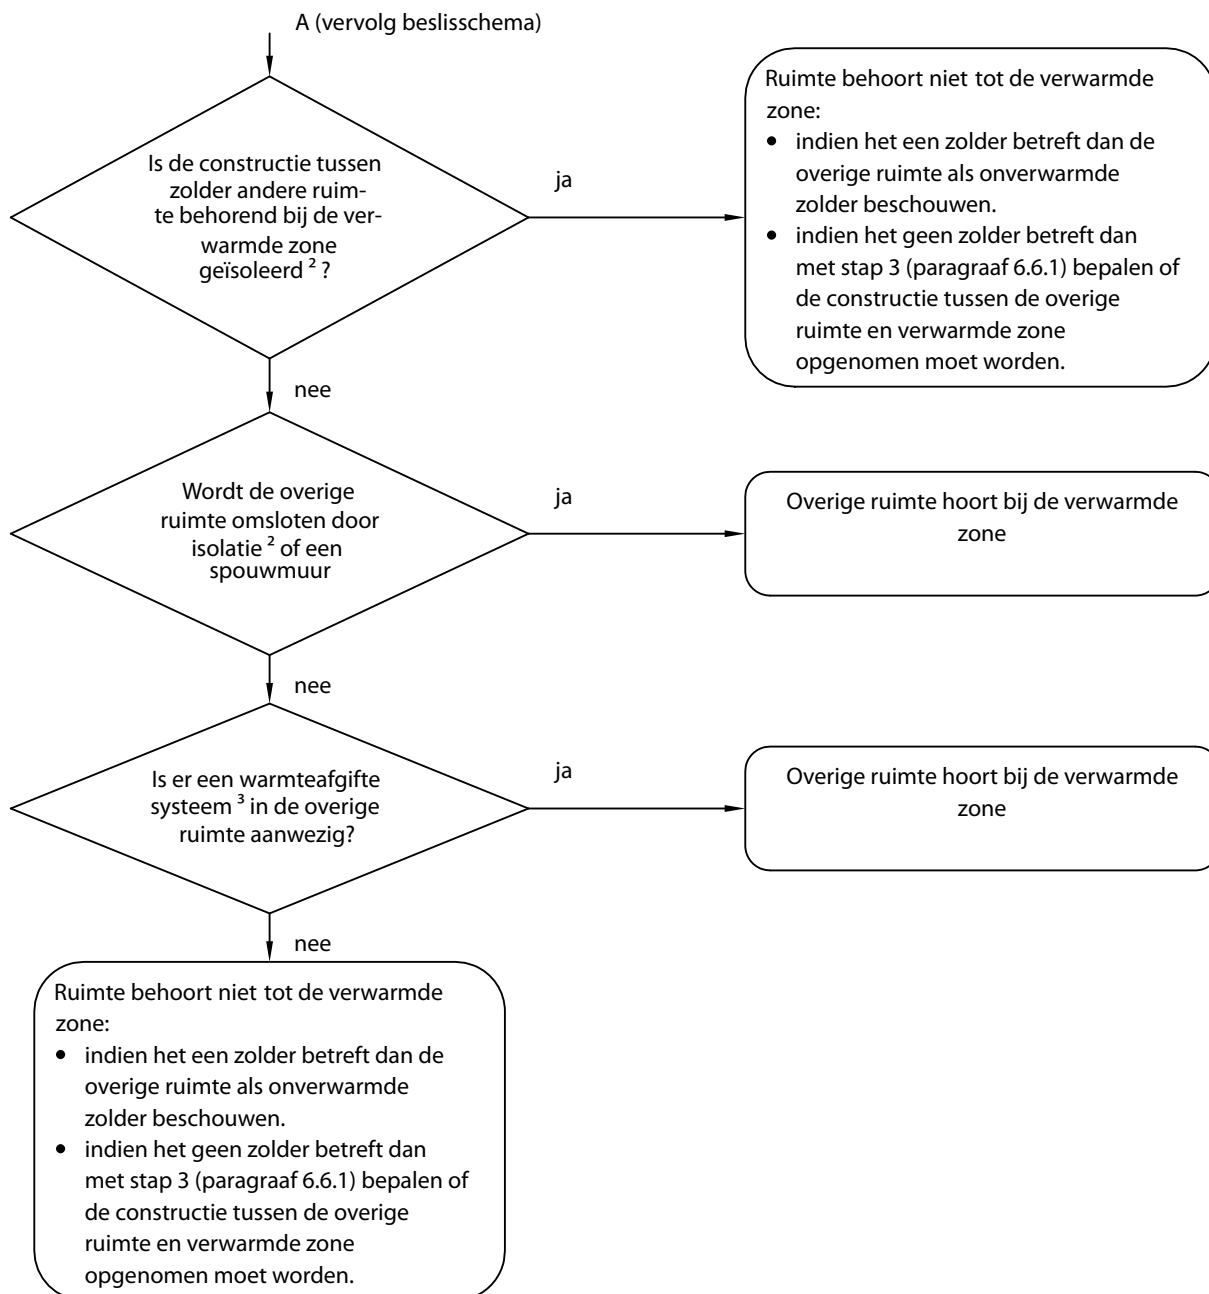 A (vervolg beslisschema)
Is de constructie tussen
zolder andere ruim-
te behorend bij de ver-
warmde zone
geïsoleerd ² ?
ja
Ruimte behoort niet tot de verwarmde
zone:
• indien het een zolder betreft dan de
overige ruimte als onverwarmde
zolder beschouwen.
• indien het geen zolder betreft dan
met stap 3 (paragraaf 6.6.1) bepalen of
de constructie tussen de overige
ruimte en verwarmde zone
opgenomen moet worden.
nee
Wordt de overige
ruimte omsloten door
isolatie ² of een
spouwmuur
ja
Overige ruimte hoort bij de verwarmde
zone
nee
Is er een warmteafgifte
systeem ³ in de overige
ruimte aanwezig?
ja
Overige ruimte hoort bij de verwarmde
zone
nee
Ruimte behoort niet tot de verwarmde
zone:
• indien het een zolder betreft dan de
overige ruimte als onverwarmde
zolder beschouwen.
• indien het geen zolder betreft dan
met stap 3 (paragraaf 6.6.1) bepalen of
de constructie tussen de overige
ruimte en verwarmde zone
opgenomen moet worden.